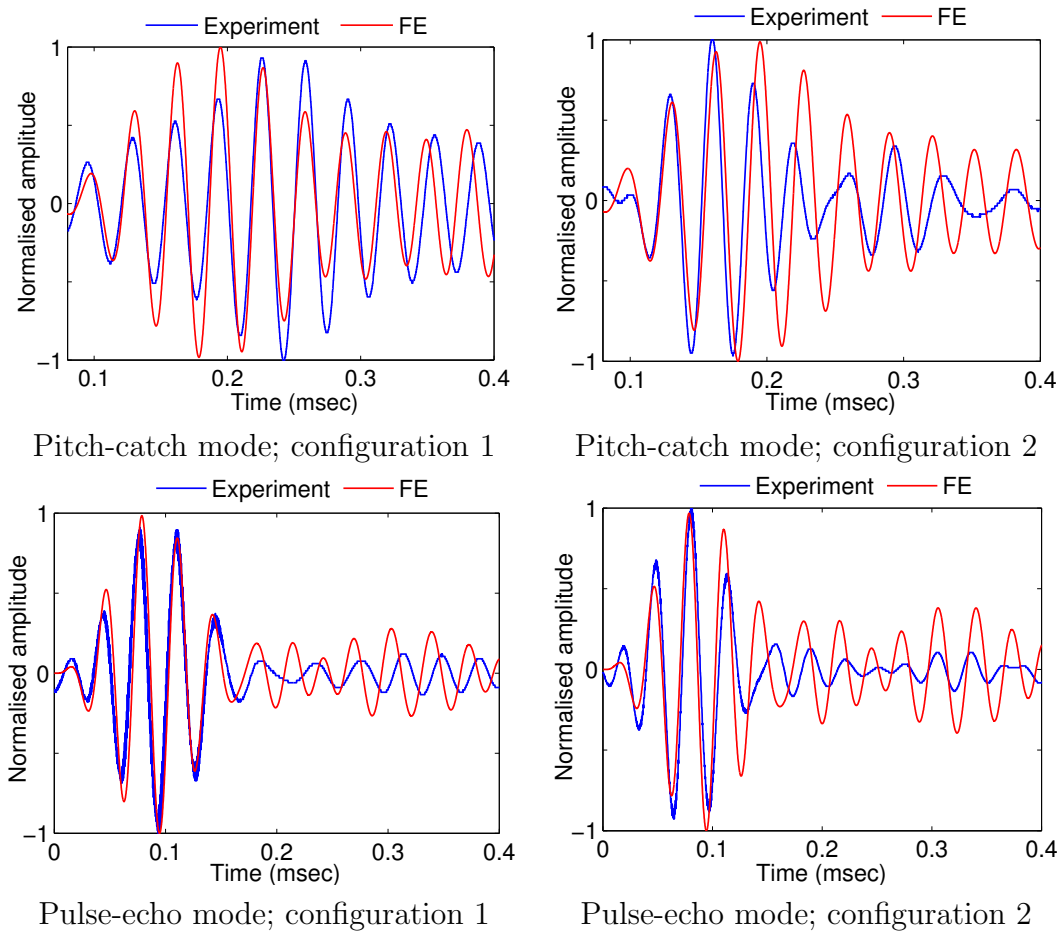 Experiment FE
Normalised amplitude
1
0
−1
0.1 0.2 0.3 0.4
Time (msec)
Pitch-catch mode; configuration 1
Experiment FE
Normalised amplitude
1
0
−1
0.1 0.2 0.3 0.4
Time (msec)
Pitch-catch mode; configuration 2
Experiment FE
Normalised amplitude
1
0
−1
0 0.1 0.2 0.3 0.4
Time (msec)
Pulse-echo mode; configuration 1
Experiment FE
Normalised amplitude
1
0
−1
0 0.1 0.2 0.3 0.4
Time (msec)
Pulse-echo mode; configuration 2